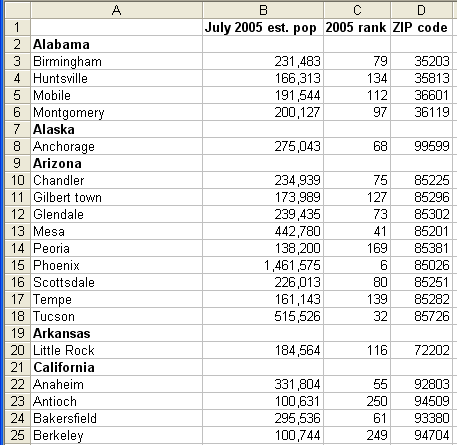 A B C D
1 July 2005 est. pop 2005 rank ZIP code
2 Alabama
3 Birmingham 231,483 79 35203
4 Huntsville 166,313 134 35813
5 Mobile 191,544 112 36601
6 Montgomery 200,127 97 36119
7 Alaska
8 Anchorage 275,043 68 99599
9 Arizona
10 Chandler 234,939 75 85225
11 Gilbert town 173,989 127 85296
12 Glendale 239,435 73 85302
13 Mesa 442,780 41 85201
14 Peoria 138,200 169 85381
15 Phoenix 1,461,575 6 85026
16 Scottsdale 226,013 80 85251
17 Tempe 161,143 139 85282
18 Tucson 515,526 32 85726
19 Arkansas
20 Little Rock 184,564 116 72202
21 California
22 Anaheim 331,804 55 92803
23 Antioch 100,631 250 94509
24 Bakersfield 295,536 61 93380
25 Berkeley 100,744 249 94704